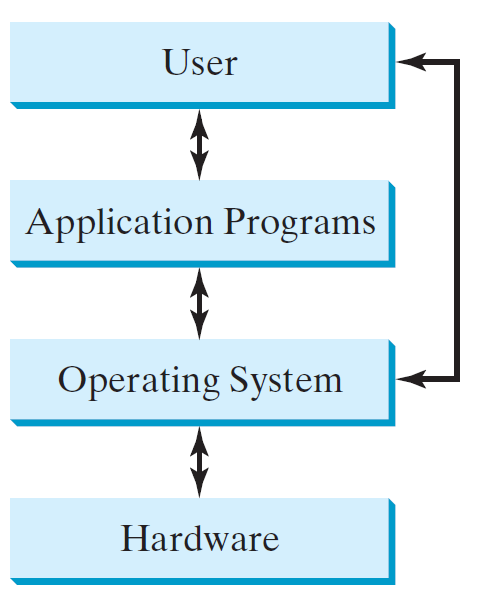 User
Application Programs
Operating System
Hardware